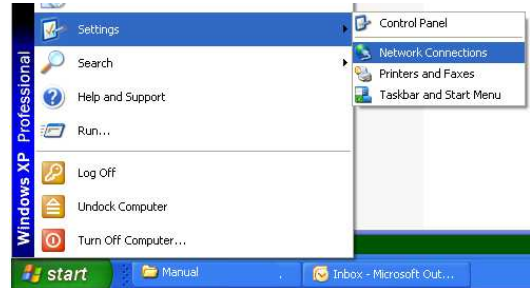 Settings
Control Panel
Network Connections
Printers and Faxes
Taskbar and Start Menu
Search
Help and Support
Run...
Log Off
Undock Computer
Turn Off Computer...
Windows XP Professional
start
Manual
Inbox - Microsoft Out...